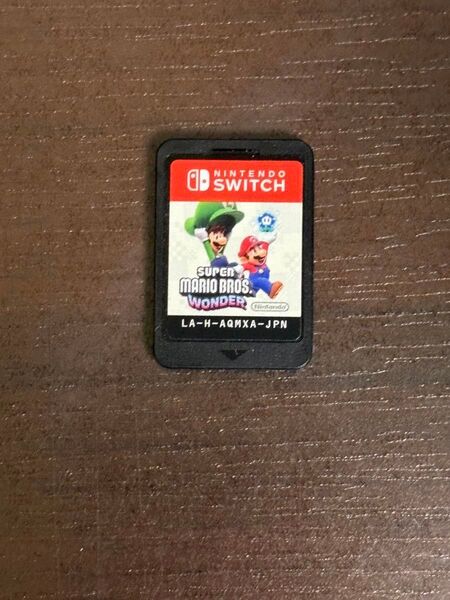 NINTENDO
SWITCH
SUPER
MARIO BROS.
WONDER
Nintendo
LA-H-AQMXA-JPN